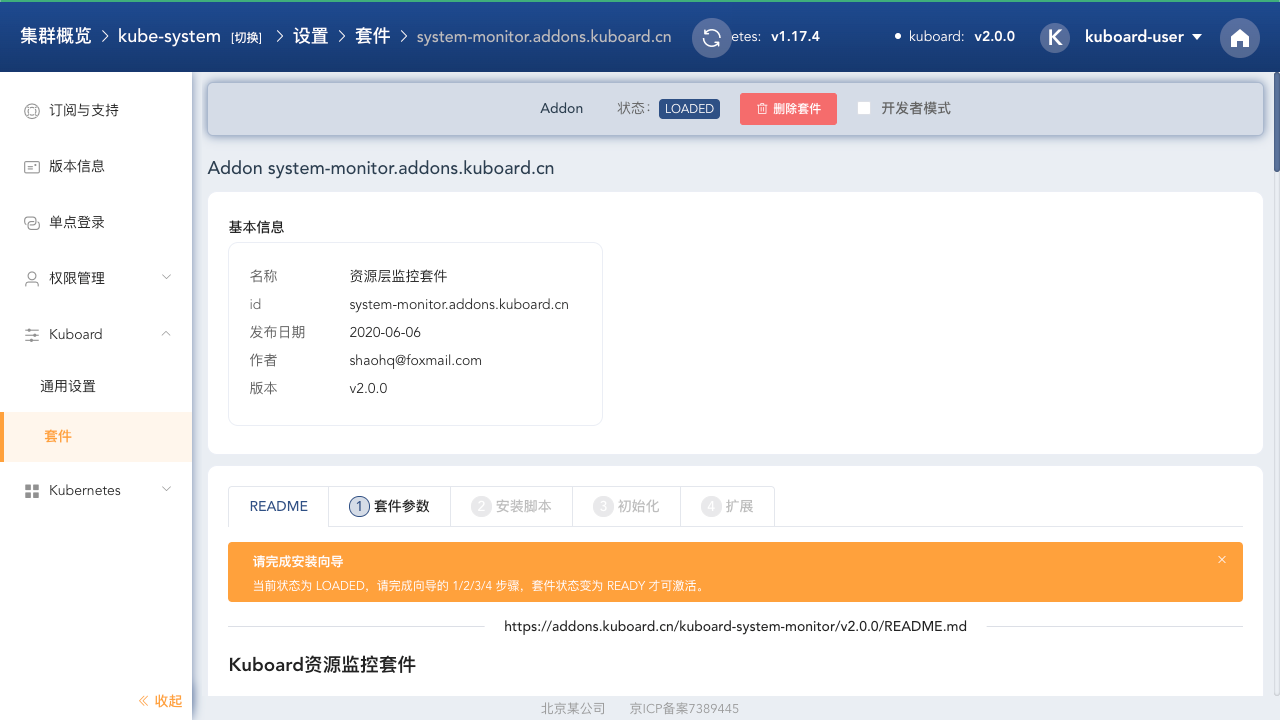 集群概览 > kube-system [切换] > 设置 > 套件 > system-monitor.addons.kuboard.cn etes: v1.17.4 • kuboard: v2.0.0 K kuboard-user
订阅与支持
版本信息
单点登录
权限管理
Kuboard
通用设置
套件
Kubernetes
收起
Addon 状态: LOADED 删除套件 开发者模式
Addon system-monitor.addons.kuboard.cn
基本信息
名称 资源层监控套件
id system-monitor.addons.kuboard.cn
发布日期 2020-06-06
作者 shaohq@foxmail.com
版本 v2.0.0
README 1 套件参数 2 安装脚本 3 初始化 4 扩展
请完成安装向导
当前状态为 LOADED，请完成向导的 1/2/3/4 步骤，套件状态变为 READY 才可激活。
https://addons.kuboard.cn/kuboard-system-monitor/v2.0.0/README.md
Kuboard资源监控套件
北京某公司 京ICP备案7389445